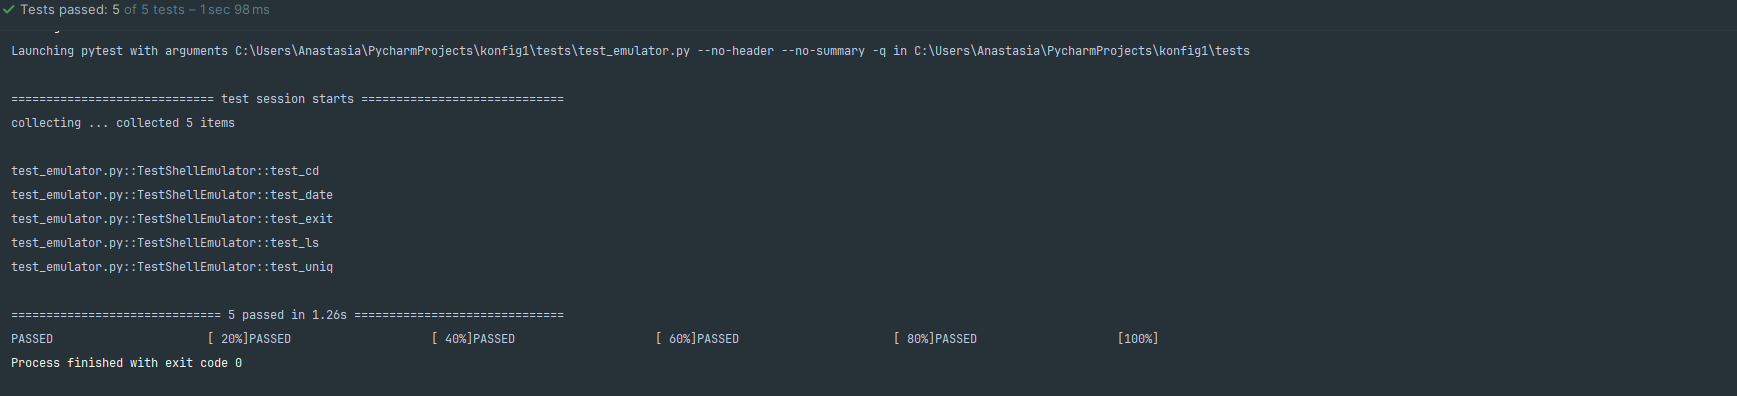 Tests passed: 5 of 5 tests – 1 sec 98 ms
Launching pytest with arguments C:\Users\Anastasia\PycharmProjects\konfig1\tests\test_emulator.py --no-header --no-summary -q in C:\Users\Anastasia\PycharmProjects\konfig1\tests
============================= test session starts =============================
collecting ... collected 5 items
test_emulator.py::TestShellEmulator::test_cd
test_emulator.py::TestShellEmulator::test_date
test_emulator.py::TestShellEmulator::test_exit
test_emulator.py::TestShellEmulator::test_ls
test_emulator.py::TestShellEmulator::test_uniq
============================== 5 passed in 1.26s ==============================
PASSED                      [ 20%]PASSED                    [ 40%]PASSED                    [ 60%]PASSED                      [ 80%]PASSED                    [100%]
Process finished with exit code 0